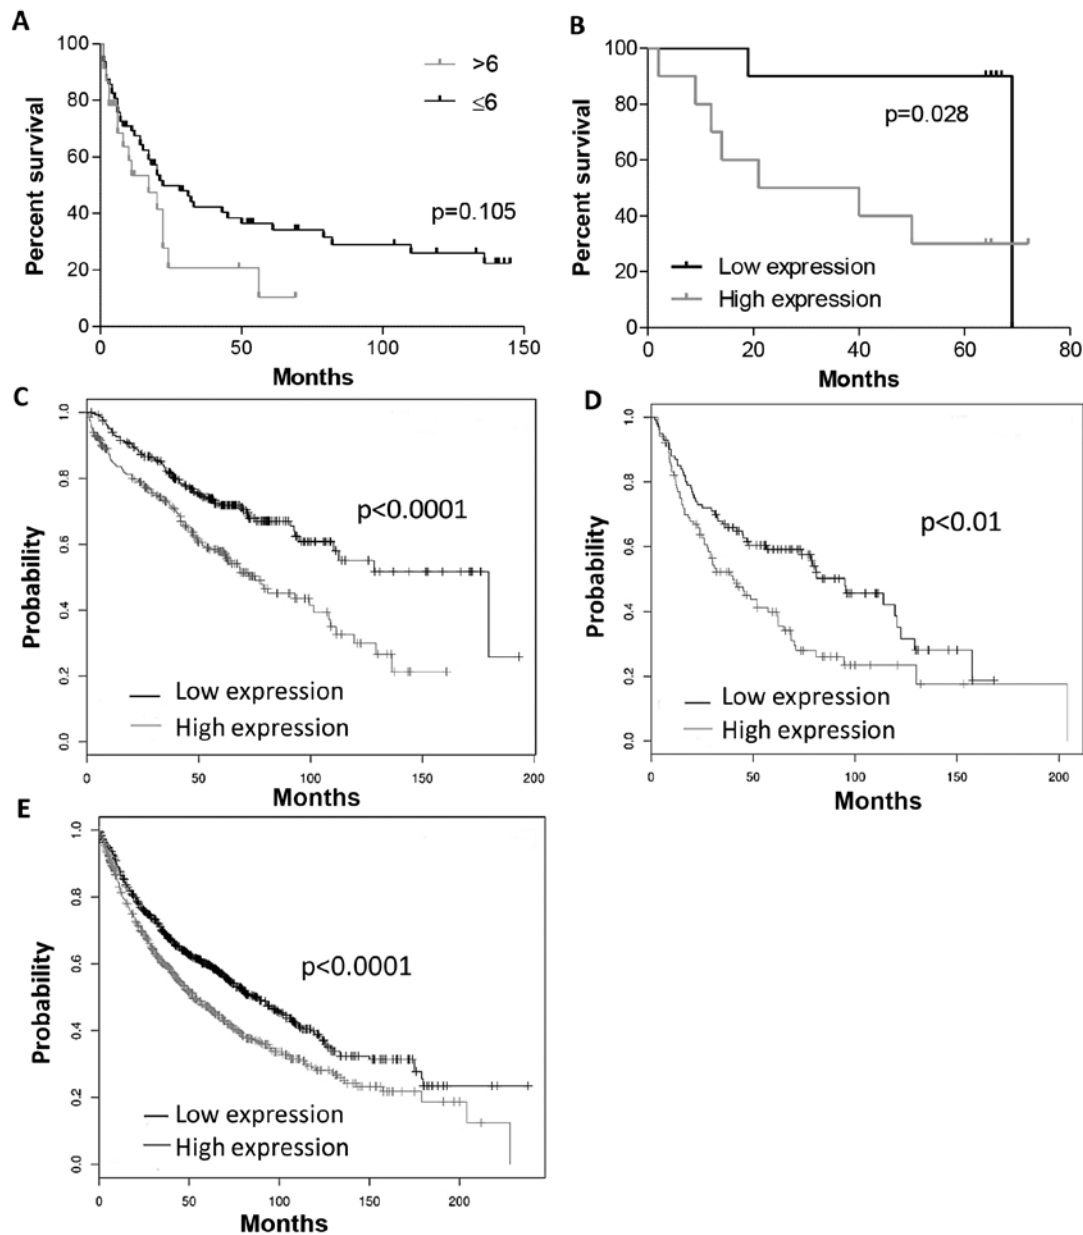 A
100
80
60
40
20
0
Percent survival
>6
≤6
p=0.105
0 50 100 150
Months
B
100
80
60
40
20
0
Percent survival
p=0.028
Low expression
High expression
0 20 40 60 80
Months
C
1.0
0.8
0.6
0.4
0.2
0.0
Probability
p<0.0001
Low expression
High expression
0 50 100 150 200
Months
D
1.0
0.8
0.6
0.4
0.2
0.0
Probability
p<0.01
Low expression
High expression
0 50 100 150 200
Months
E
1.0
0.8
0.6
0.4
0.2
0.0
Probability
p<0.0001
Low expression
High expression
0 50 100 150 200
Months